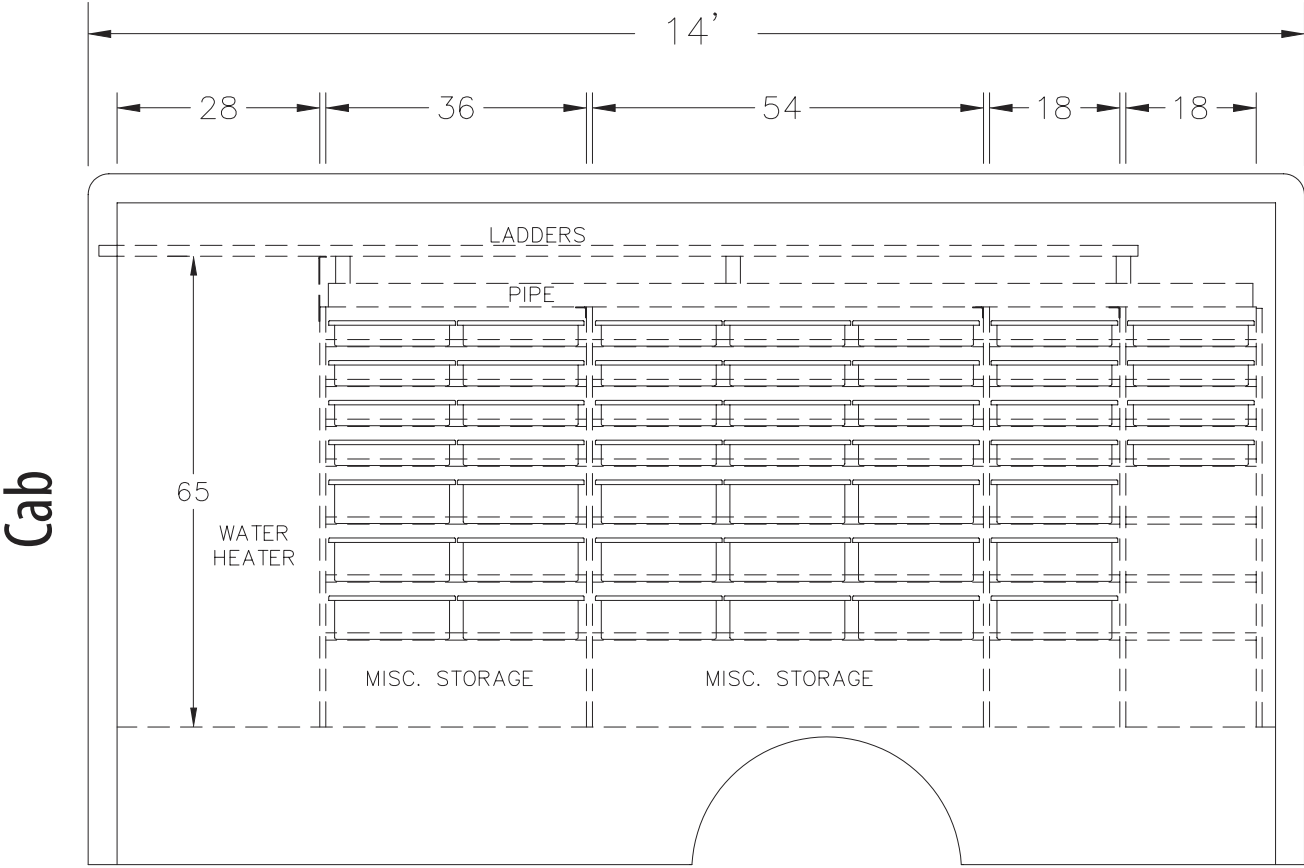 14'
28
36
54
18
18
LADDERS
PIPE
65
Cab
WATER
HEATER
MISC. STORAGE
MISC. STORAGE